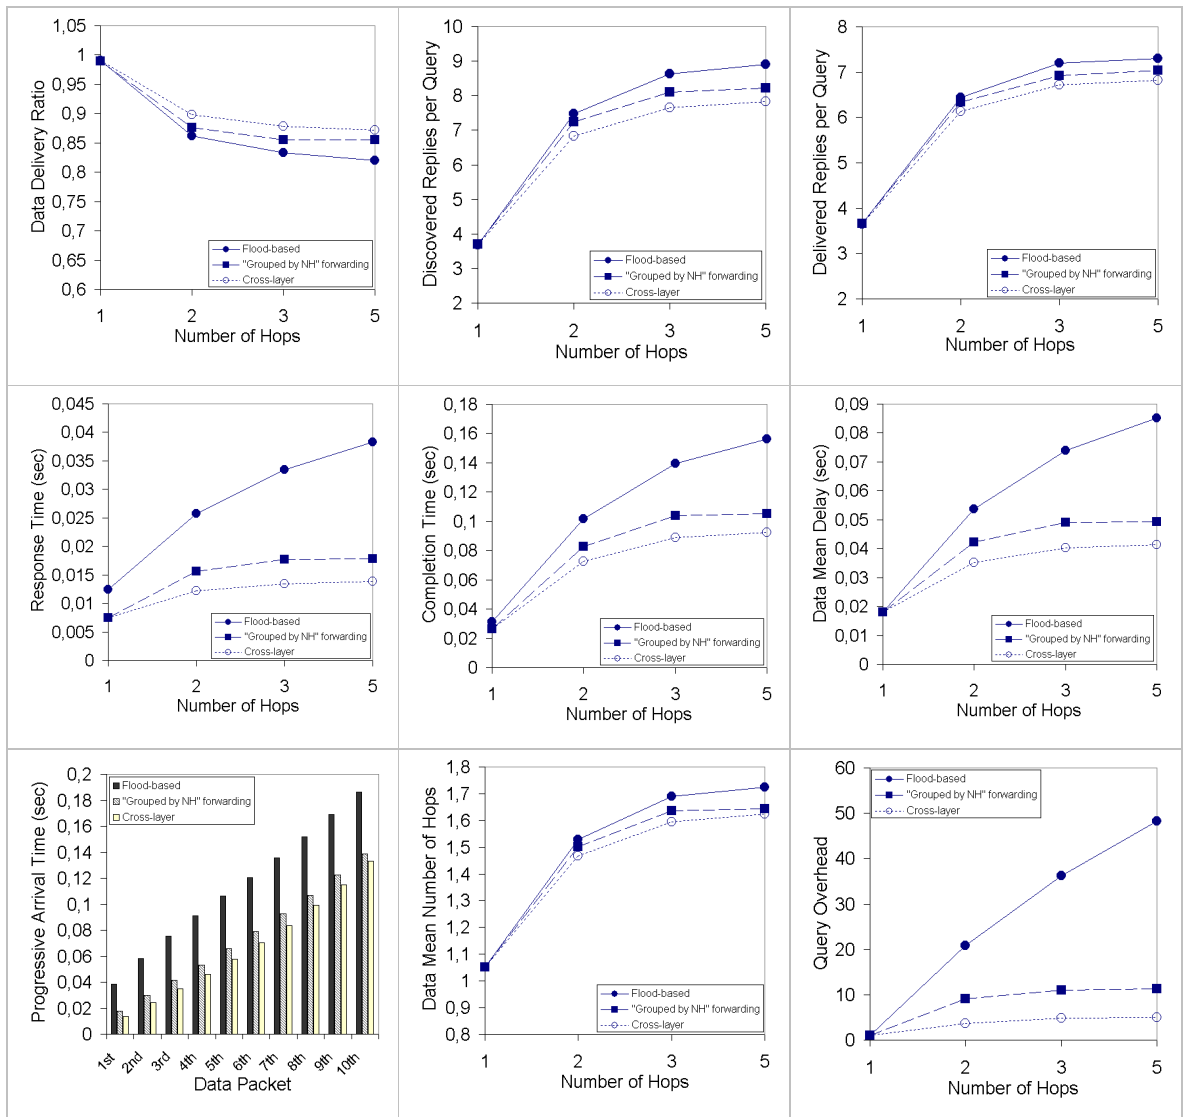 1,05
1
0,95
0,9
0,85
0,8
0,75
0,7
0,65
0,6
Data Delivery Ratio
Flood-based
"Grouped by NH" forwarding
Cross-layer
1 2 3 5
Number of Hops
10
9
8
7
6
5
4
3
2
Discovered Replies per Query
Flood-based
"Grouped by NH" forwarding
Cross-layer
1 2 3 5
Number of Hops
8
7
6
5
4
3
2
Delivered Replies per Query
Flood-based
"Grouped by NH" forwarding
Cross-layer
1 2 3 5
Number of Hops
0,045
0,04
0,035
0,03
0,025
0,02
0,015
0,01
0,005
0
Response Time (sec)
Flood-based
"Grouped by NH" forwarding
Cross-layer
1 2 3 5
Number of Hops
0,18
0,16
0,14
0,12
0,1
0,08
0,06
0,04
0,02
0
Completion Time (sec)
Flood-based
"Grouped by NH" forwarding
Cross-layer
1 2 3 5
Number of Hops
0,09
0,08
0,07
0,06
0,05
0,04
0,03
0,02
0,01
0
Data Mean Delay (sec)
Flood-based
"Grouped by NH" forwarding
Cross-layer
1 2 3 5
Number of Hops
0,2
0,18
0,16
0,14
0,12
0,1
0,08
0,06
0,04
0,02
0
Progressive Arrival Time (sec)
Flood-based
"Grouped by NH" forwarding
Cross-layer
1st 2nd 3rd 4th 5th 6th 7th 8th 9th 10th
Data Packet
1,8
1,7
1,6
1,5
1,4
1,3
1,2
1,1
1
0,9
0,8
Data Mean Number of Hops
Flood-based
"Grouped by NH" forwarding
Cross-layer
1 2 3 5
Number of Hops
60
50
40
30
20
10
0
Query Overhead
Flood-based
"Grouped by NH" forwarding
Cross-layer
1 2 3 5
Number of Hops